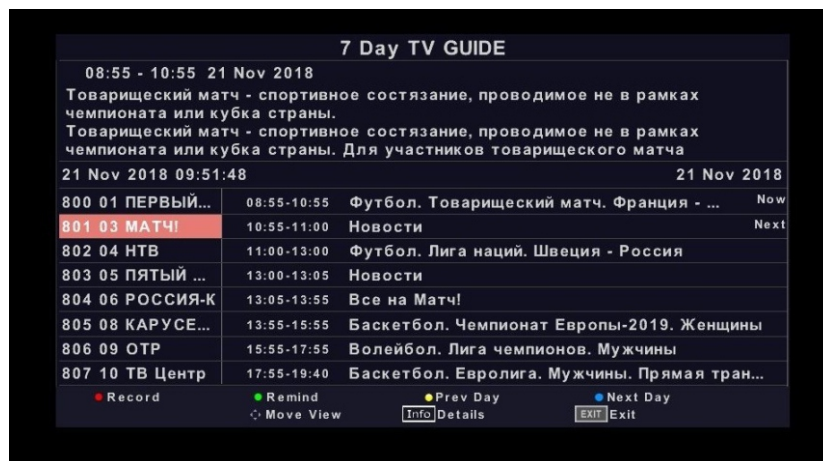 7 Day TV GUIDE
08:55 - 10:55 21 Nov 2018
Товарищеский матч - спортивное состязание, проводимое не в рамках
чемпионата или кубка страны.
Товарищеский матч - спортивное состязание, проводимое не в рамках
чемпионата или кубка страны. Для участников товарищеского матча
21 Nov 2018 09:51:48 21 Nov 2018
800 01 ПЕРВЫЙ... 08:55-10:55 Футбол. Товарищеский матч. Франция - ... Now
801 03 МАТЧ! 10:55-11:00 Новости Next
802 04 НТВ 11:00-13:00 Футбол. Лига наций. Швеция - Россия
803 05 ПЯТЫЙ ... 13:00-13:05 Новости
804 06 РОССИЯ-К 13:05-13:55 Все на Матч!
805 08 КАРУСЕ... 13:55-15:55 Баскетбол. Чемпионат Европы-2019. Женщины
806 09 ОТР 15:55-17:55 Волейбол. Лига чемпионов. Мужчины
807 10 ТВ Центр 17:55-19:40 Баскетбол. Евролига. Мужчины. Прямая тран...
Record Remind Prev Day Next Day
Move View Info Details EXIT Exit